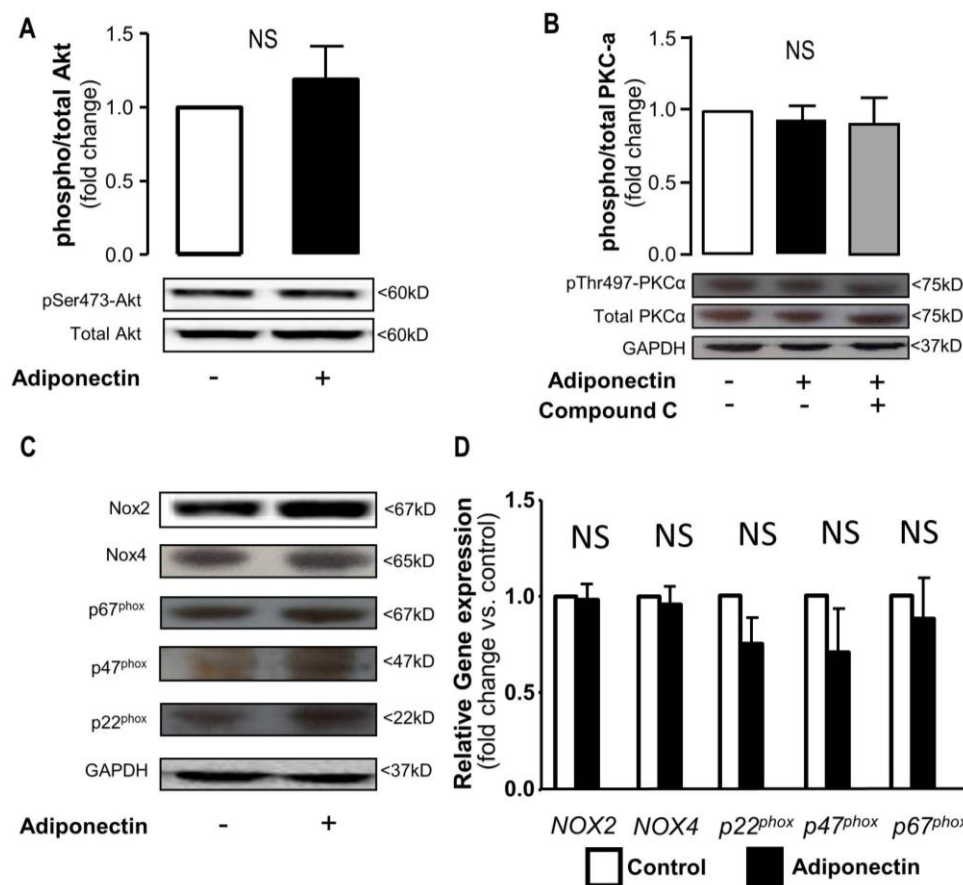 A
phospho/total Akt
(fold change)
1.5
1.0
0.5
0.0
NS
pSer473-Akt
<60kD
Total Akt
<60kD
Adiponectin - +
B
phospho/total PKC-a
(fold change)
1.5
1.0
0.5
0.0
NS
pThr497-PKCα
<75kD
Total PKCα
<75kD
GAPDH
<37kD
Adiponectin - + +
Compound C - - +
C
Nox2
<67kD
Nox4
<65kD
p67phox
<67kD
p47phox
<47kD
p22phox
<22kD
GAPDH
<37kD
Adiponectin - +
D
Relative Gene expression
(fold change vs. control)
1.5
1.0
0.5
0.0
NS NS NS NS NS
NOX2 NOX4 p22phox p47phox p67phox
Control Adiponectin